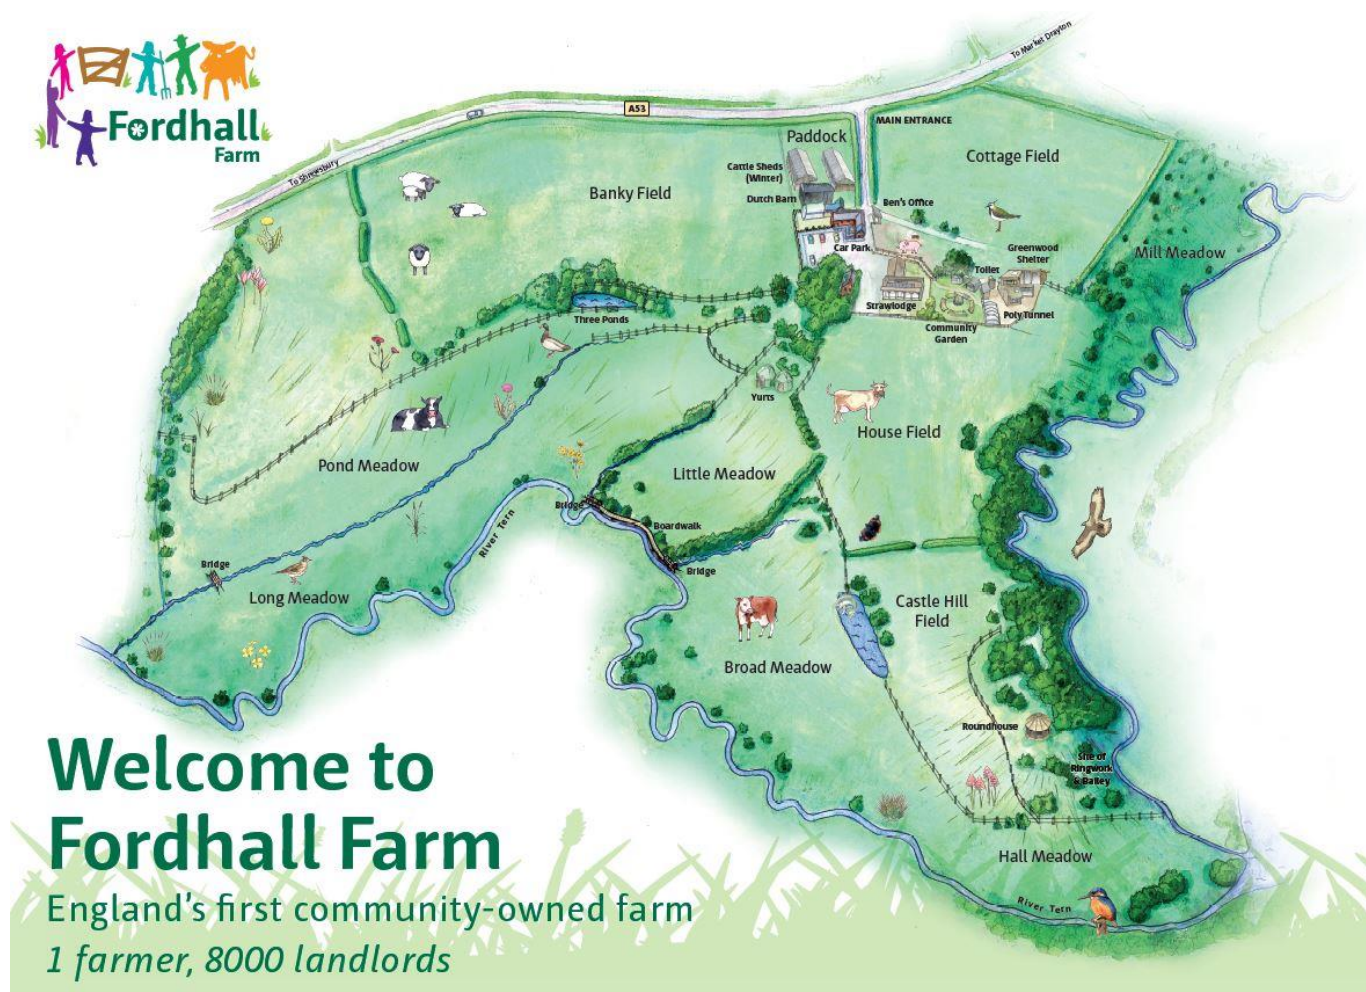 Fordhall
Farm
To Market Drayton
A53
MAIN ENTRANCE
Paddock
Cottage Field
To Shrewsbury
Cattle Sheds
(Winter)
Banky Field
Dutch Barn
Ben's Office
Car Park
Greenwood
Shelter
Mill Meadow
Toilet
Strawlodge
Poly Tunnel
Three Ponds
Community
Garden
Yurts
House Field
Pond Meadow
Little Meadow
Bridge
River Tern
Boardwalk
Bridge
Bridge
Long Meadow
Castle Hill
Field
Broad Meadow
Roundhouse
Site of
Ringwork
& Bailey
Hall Meadow
River Tern
Welcome to
Fordhall Farm
England's first community-owned farm
1 farmer, 8000 landlords